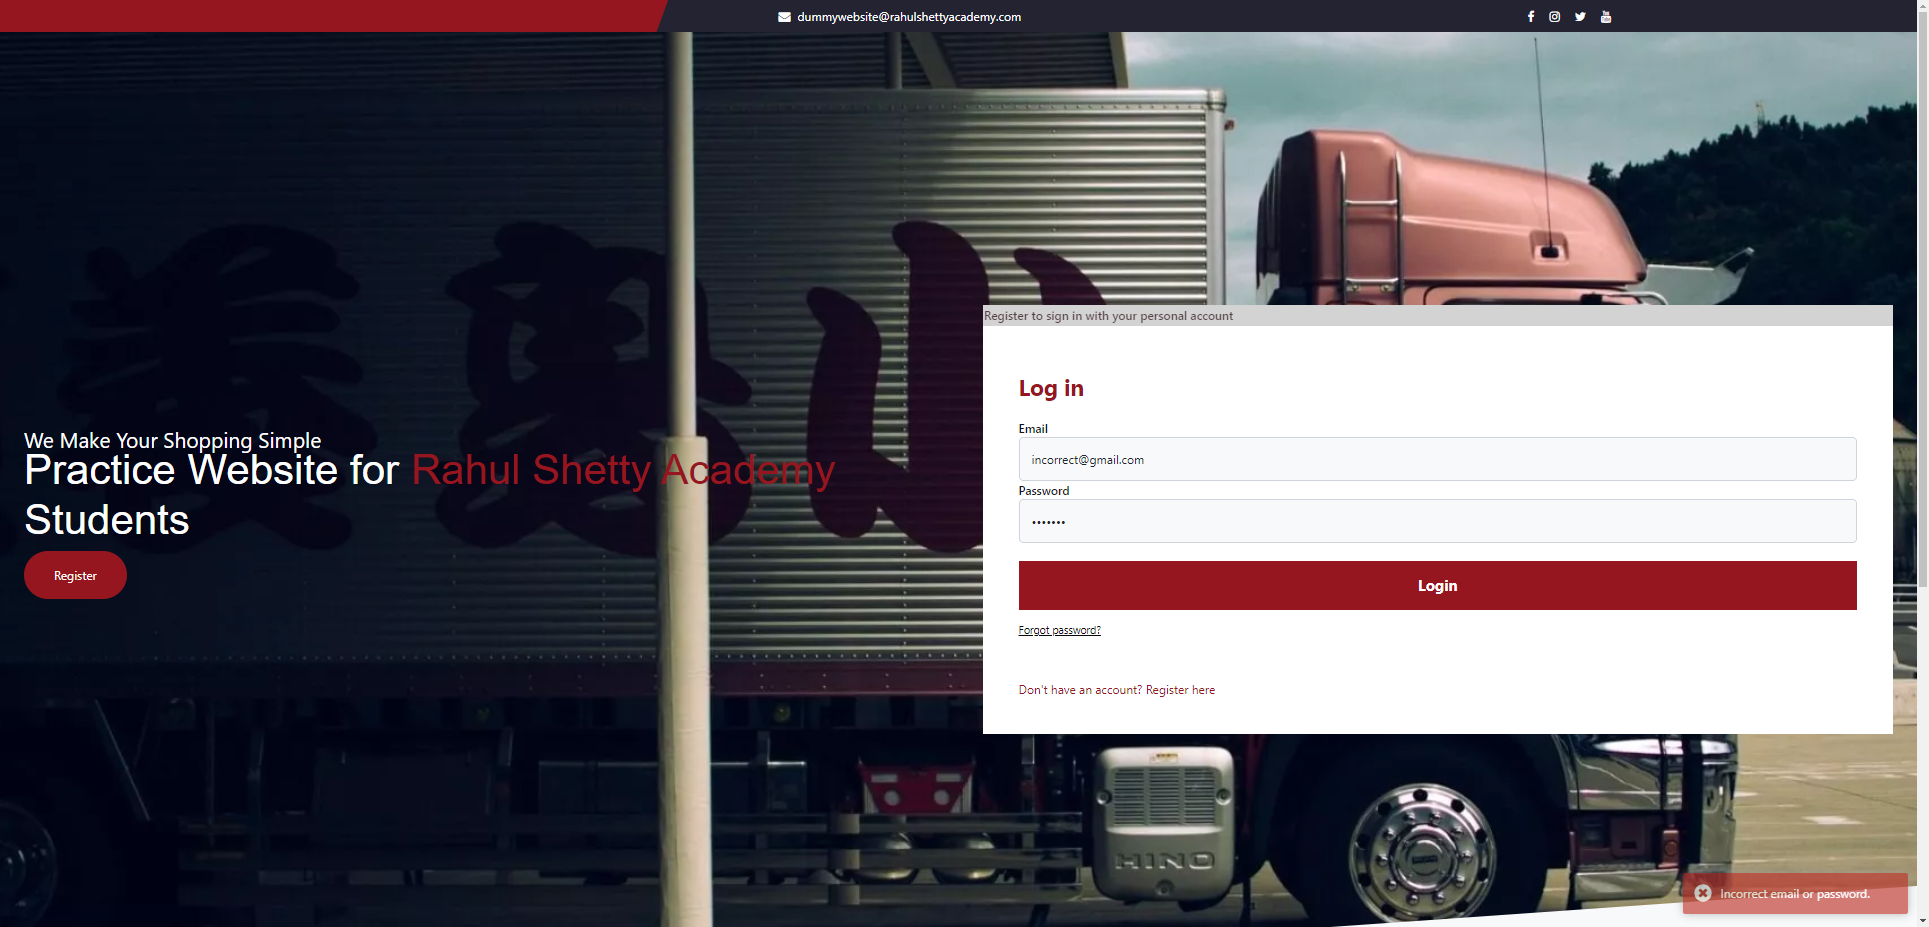 dummywebsite@rahulshettyacademy.com
We Make Your Shopping Simple
Practice Website for Rahul Shetty Academy
Students
Register
Register to sign in with your personal account
Log in
Email
incorrect@gmail.com
Password
•••••••
Login
Forgot password?
Don't have an account? Register here
HINO
Incorrect email or password.